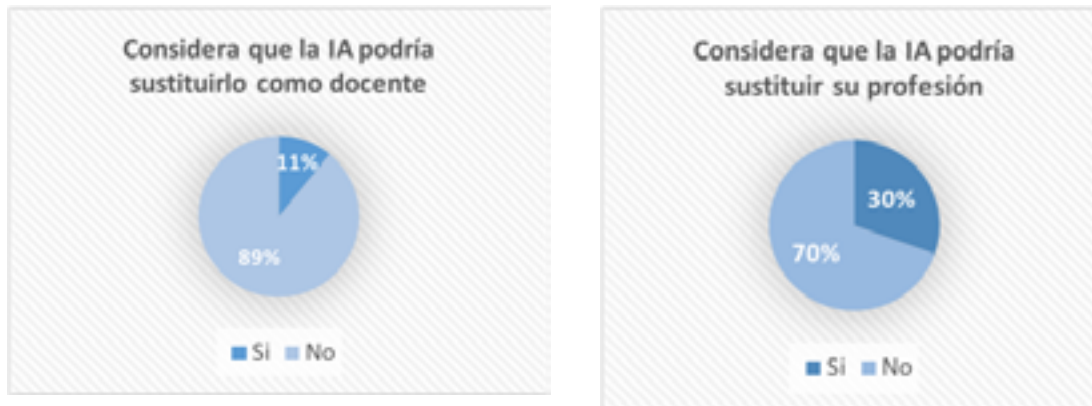 Considera que la IA podría
sustituirlo como docente
11%
89%
Si No
Considera que la IA podría
sustituir su profesión
30%
70%
Si No